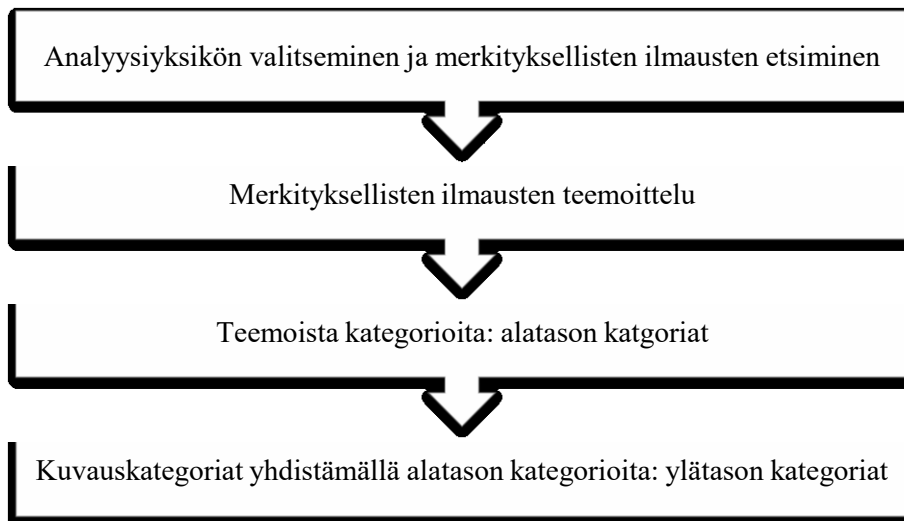 Analyysiyksikön valitseminen ja merkityksellisten ilmausten etsiminen
Merkityksellisten ilmausten teemoittelu
Teemoista kategorioita: alatason katgoriat
Kuvauskategoriat yhdistämällä alatason kategorioita: ylätason kategoriat